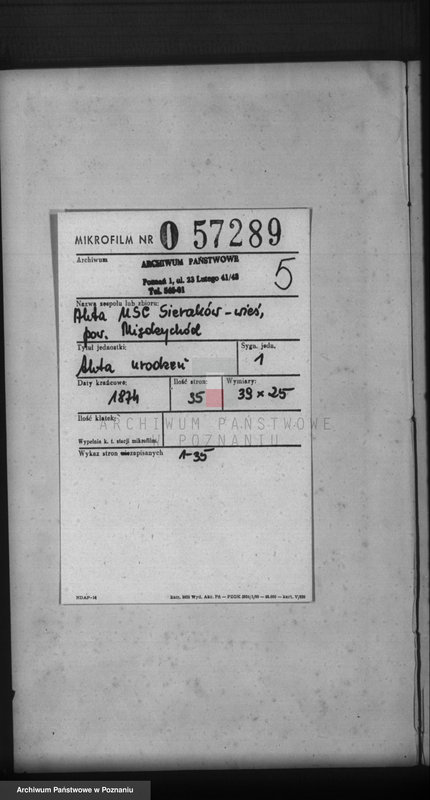 MIKROFILM NR 0 57289
Archiwum
ARCHIWUM PAŃSTWOWE
Poznań 1, ul. 23 Lutego 41/43
5
Nazwa zespołu lub zbioru:
Akta USC Sieraków-wieś,
pow. Międzychód
Tytuł jednostki:
Sygn. jedn.
Akta urodzeń
1
Daty krańcowe:
Ilość stron:
Wymiary:
1874
35
39 x 25
Ilość klatek:
ARCHIWUM PAŃSTWOWE
POZNANIU
Wypełnia k. t. stacji mikrofilm.
Wykaz stron zapisanych
1-35
Archiwum Państwowe w Poznaniu